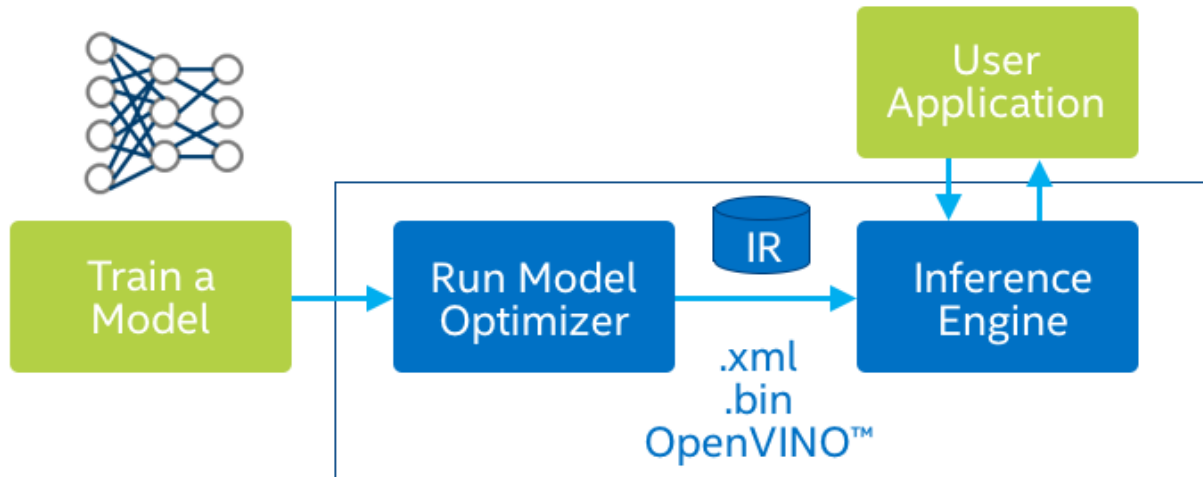 User
Application
Train a
Model
Run Model
Optimizer
IR
Inference
Engine
.xml
.bin
OpenVINO™